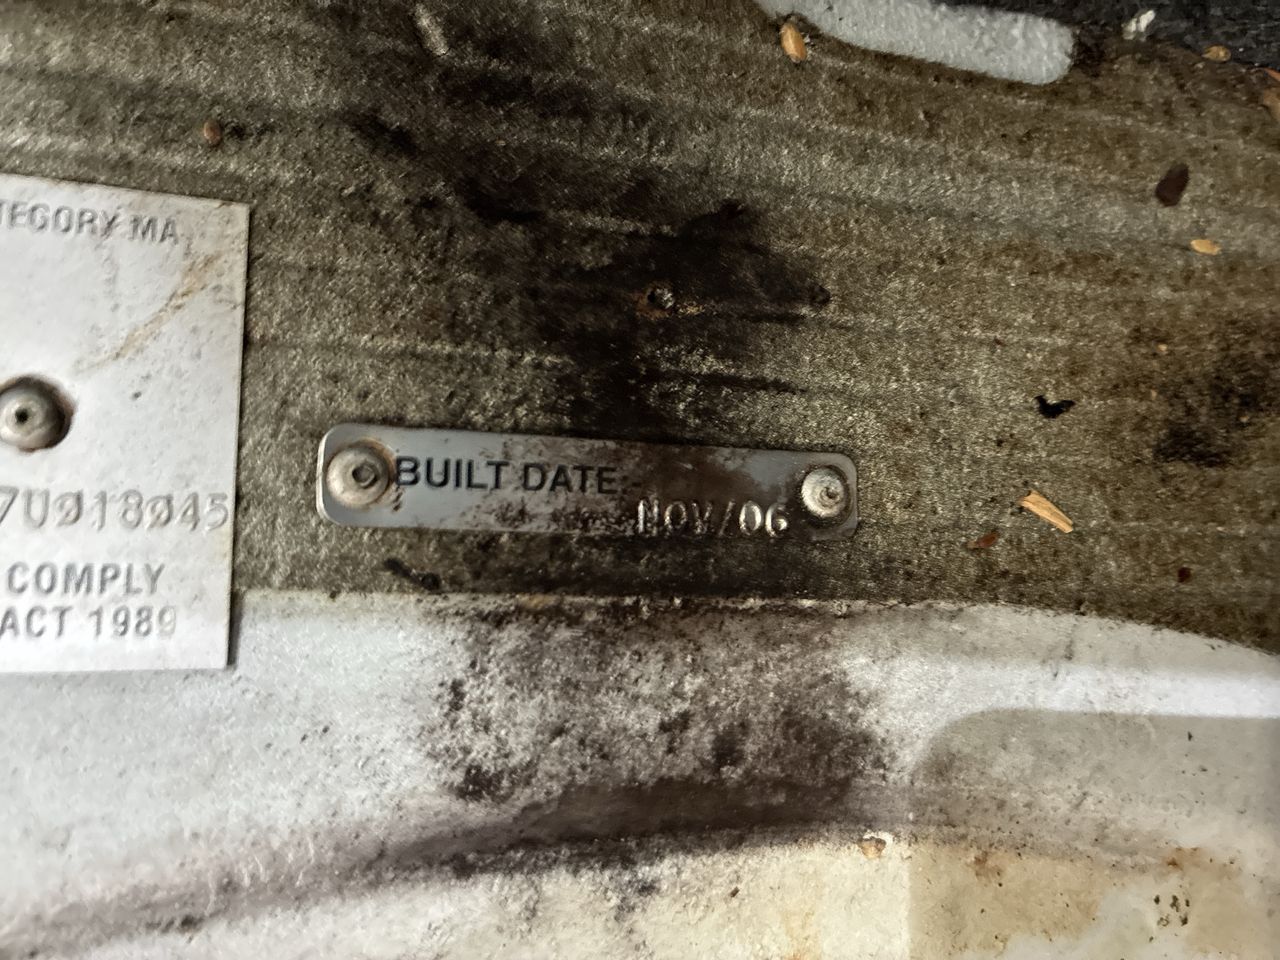 TEGORY MA
7U018045
COMPLY
ACT 1989
BUILT DATE:-
NOV/06